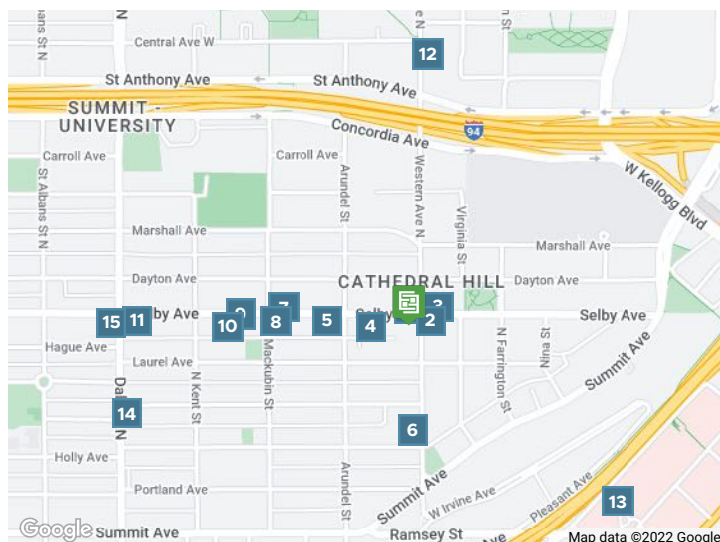 ans St N
e N
Central Ave W
12
St Anthony Ave
St Anthony Ave
SUMMIT -
UNIVERSITY
Concordia Ave
94
Carroll Ave
Carroll Ave
W Kellogg Blvd
St Albans St N
Arundel St
Western Ave N
Virginia St
Marshall Ave
Marshall Ave
Dayton Ave
CATHEDRAL HILL
Dayton Ave
15
11
lby Ave
9
10
7
8
5
4
Selby
3
2
Selby Ave
Hague Ave
Laurel Ave
Mackubin St
N Kent St
N Farrington St
Nina St
Summit Ave
14
6
Holly Ave
Portland Ave
Arundel St
Summit Ave
W Irvine Ave
Pleasant Ave
13
Google
Summit Ave
Ramsey St
Map data ©2022 Google